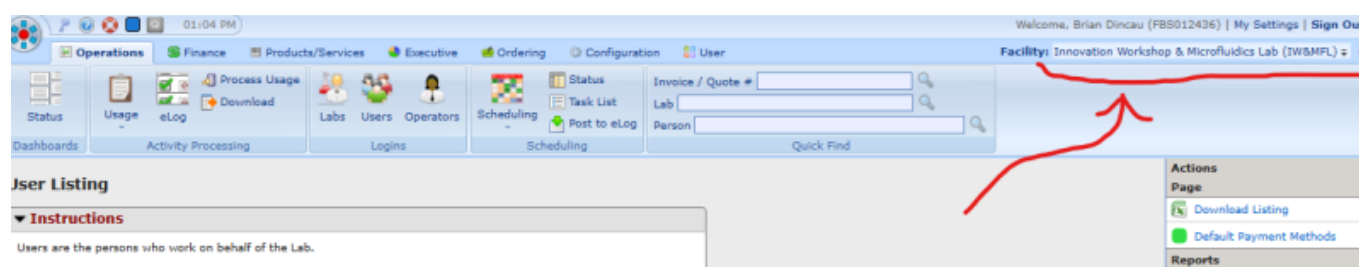 01:04 PM
Welcome, Brian Dincau (FBS012436) | My Settings | Sign Ou
Operations Finance Products/Services Executive Ordering Configuration User
Facility: Innovation Workshop & Microfluidics Lab (IW&MFL)
Status
Usage
eLog
Process Usage
Download
Labs
Users
Operators
Scheduling
Status
Task List
Post to eLog
Invoice / Quote #
Lab
Person
Dashboards
Activity Processing
Logins
Scheduling
Quick Find
User Listing
Instructions
Users are the persons who work on behalf of the Lab.
Actions
Page
Download Listing
Default Payment Methods
Reports